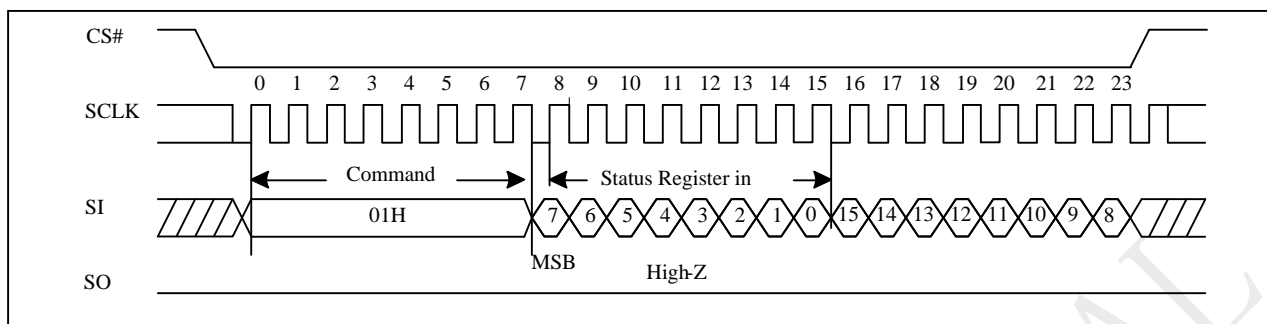 CS#
0 1 2 3 4 5 6 7 8 9 10 11 12 13 14 15 16 17 18 19 20 21 22 23
SCLK
Command Status Register in
SI 01H 7 6 5 4 3 2 1 0 15 14 13 12 11 10 9 8
MSB High-Z
SO